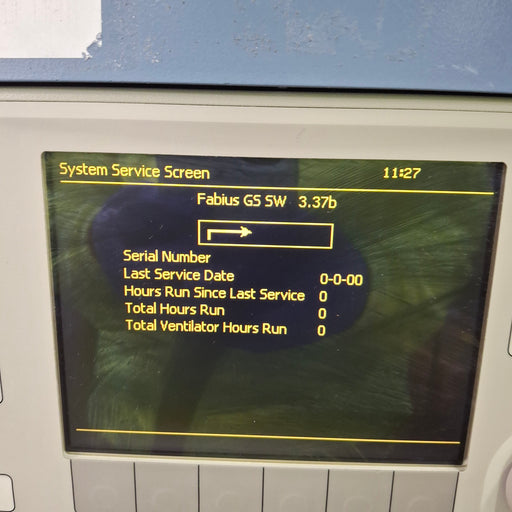 System Service Screen 11:27
Fabius GS SW 3.37b
Serial Number
Last Service Date 0-0-00
Hours Run Since Last Service 0
Total Hours Run 0
Total Ventilator Hours Run 0